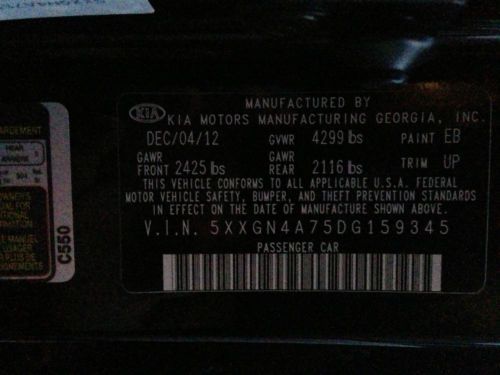 MANUFACTURED BY
KIA KIA MOTORS MANUFACTURING GEORGIA, INC.
DEC/04/12 GVWR 4299 lbs PAINT EB
GAWR FRONT 2425 lbs GAWR REAR 2116 lbs TRIM UP
THIS VEHICLE CONFORMS TO ALL APPLICABLE U.S.A. FEDERAL
MOTOR VEHICLE SAFETY, BUMPER, AND THEFT PREVENTION STANDARDS
IN EFFECT ON THE DATE OF MANUFACTURE SHOWN ABOVE.
V.I.N. 5XXGN4A75DG159345
PASSENGER CAR
ARDEMENT
REAR
C550